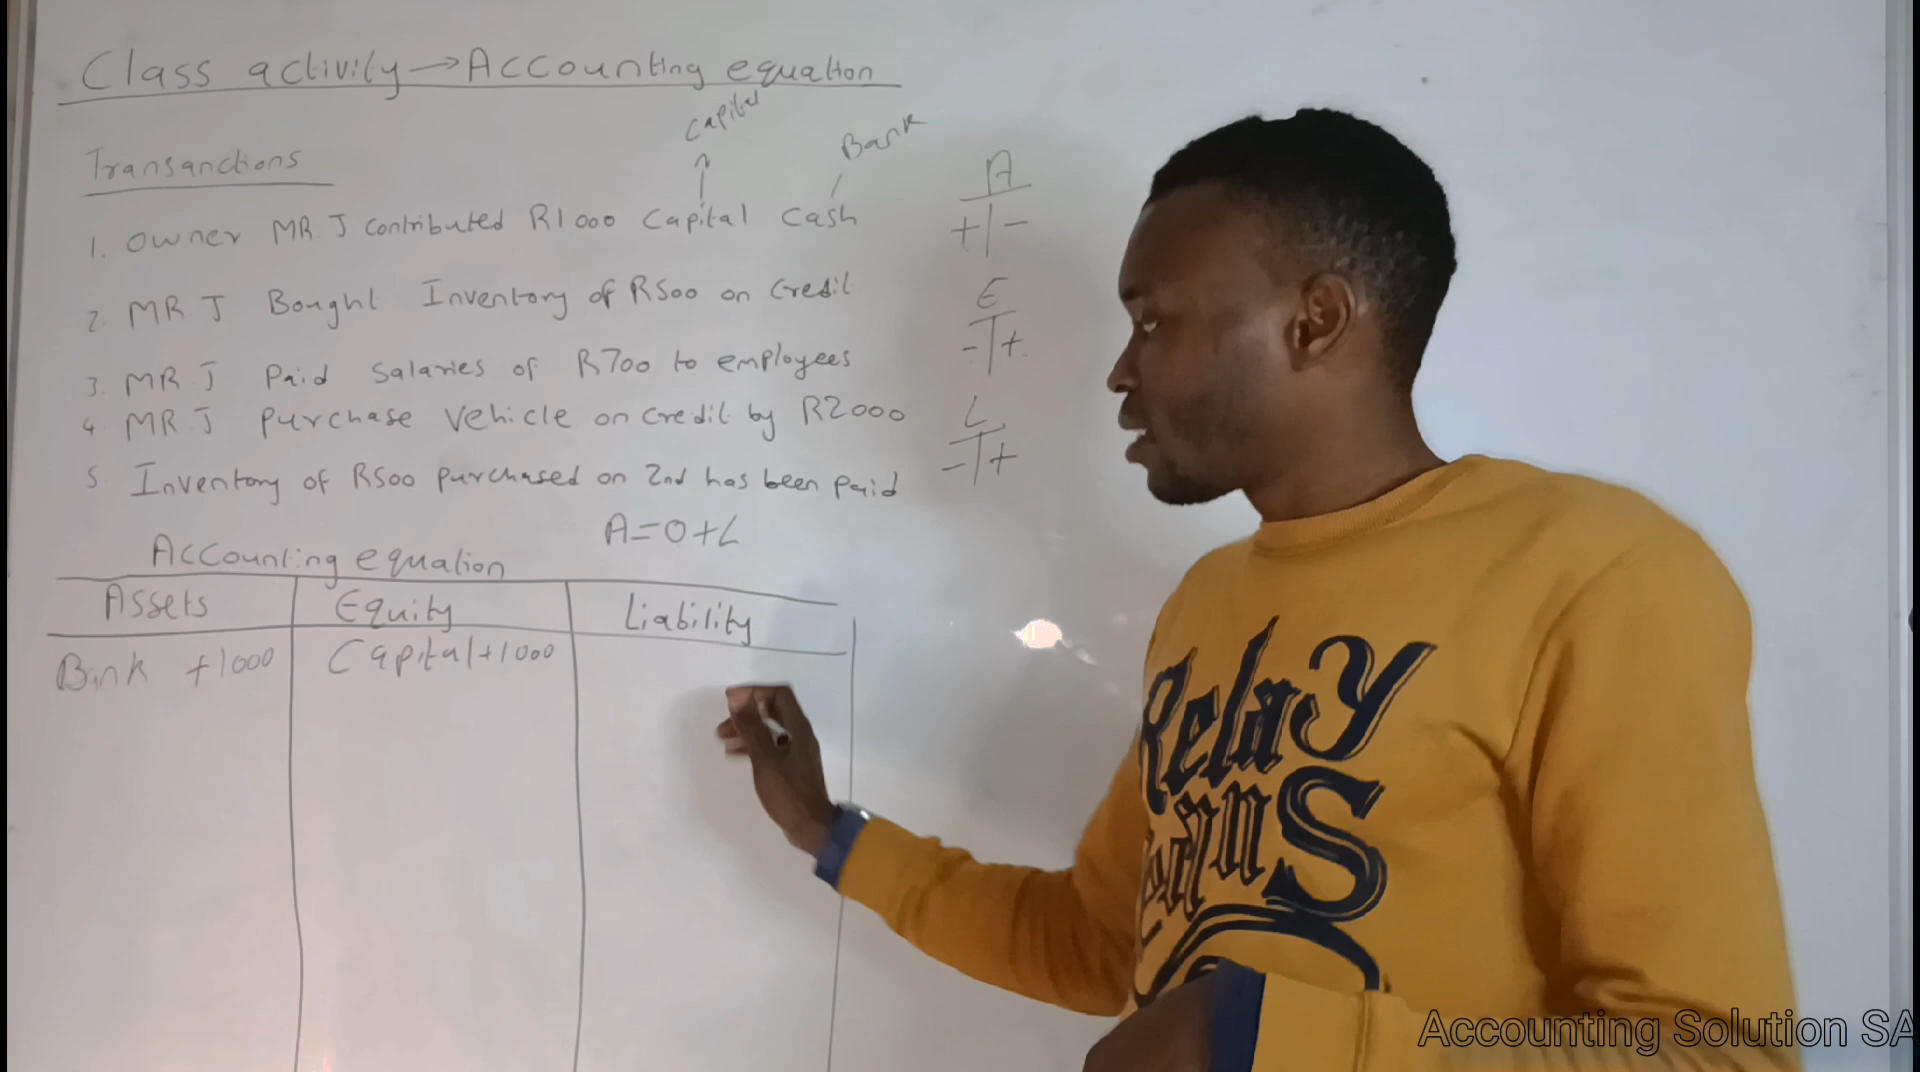 Class activity → Accounting equation
Capital
Bank
Transanctions
1. Owner MR. J contributed R1000 Capital Cash
2. MR J Bought Inventory of R500 on Credit
3. MR J Paid Salaries of R700 to employees
4. MR J Purchase Vehicle on credit by R2000
5. Inventory of R500 purchased on 2nd has been paid
A
+ -
E
- +
L
- +
A=O+L
Accounting equation
Assets Equity Liability
Bank +1000 Capital +1000
Relay
S
Accounting Solution SA